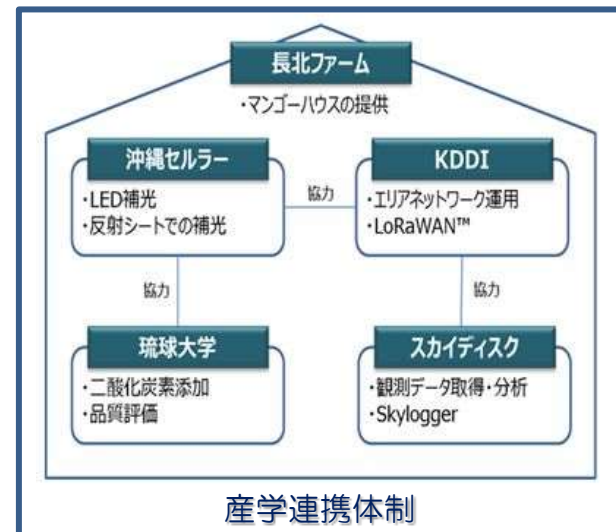 長北ファーム
・マンゴーハウスの提供
沖縄セルラー
・LED補光
・反射シートでの補光
協力
KDDI
・エリアネットワーク運用
・LoRaWAN™
協力
協力
琉球大学
・二酸化炭素添加
・品質評価
スカイディスク
・観測データ取得・分析
・Skylogger
産学連携体制